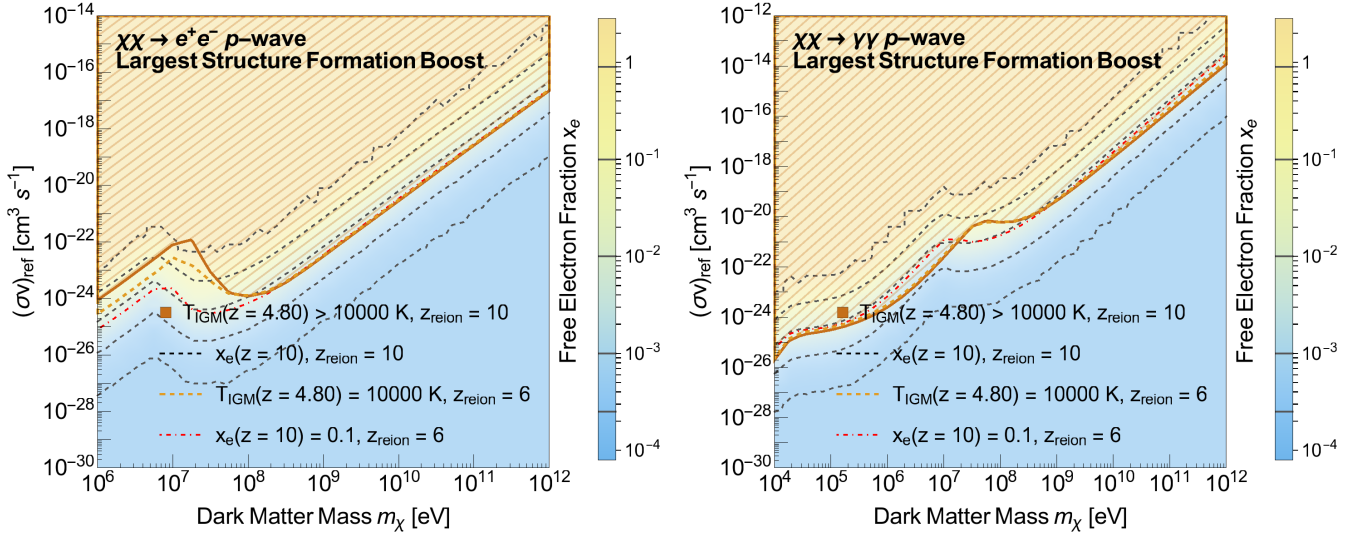 χχ → e⁺e⁻ p–wave
Largest Structure Formation Boost
(σv)ref [cm³ s⁻¹]
10⁻¹⁴
10⁻¹⁶
10⁻¹⁸
10⁻²⁰
10⁻²²
10⁻²⁴
10⁻²⁶
10⁻²⁸
10⁻³⁰
T_IGM(z = 4.80) > 10000 K, z_reion = 10
x_e(z = 10), z_reion = 10
T_IGM(z = 4.80) = 10000 K, z_reion = 6
x_e(z = 10) = 0.1, z_reion = 6
10⁶ 10⁷ 10⁸ 10⁹ 10¹⁰ 10¹¹ 10¹²
Dark Matter Mass m_χ [eV]
Free Electron Fraction x_e
1
10⁻¹
10⁻²
10⁻³
10⁻⁴
χχ → γγ p–wave
Largest Structure Formation Boost
(σv)ref [cm³ s⁻¹]
10⁻¹²
10⁻¹⁴
10⁻¹⁶
10⁻¹⁸
10⁻²⁰
10⁻²²
10⁻²⁴
10⁻²⁶
10⁻²⁸
10⁻³⁰
T_IGM(z = 4.80) > 10000 K, z_reion = 10
x_e(z = 10), z_reion = 10
T_IGM(z = 4.80) = 10000 K, z_reion = 6
x_e(z = 10) = 0.1, z_reion = 6
10⁴ 10⁵ 10⁶ 10⁷ 10⁸ 10⁹ 10¹⁰ 10¹¹ 10¹²
Dark Matter Mass m_χ [eV]
Free Electron Fraction x_e
1
10⁻¹
10⁻²
10⁻³
10⁻⁴